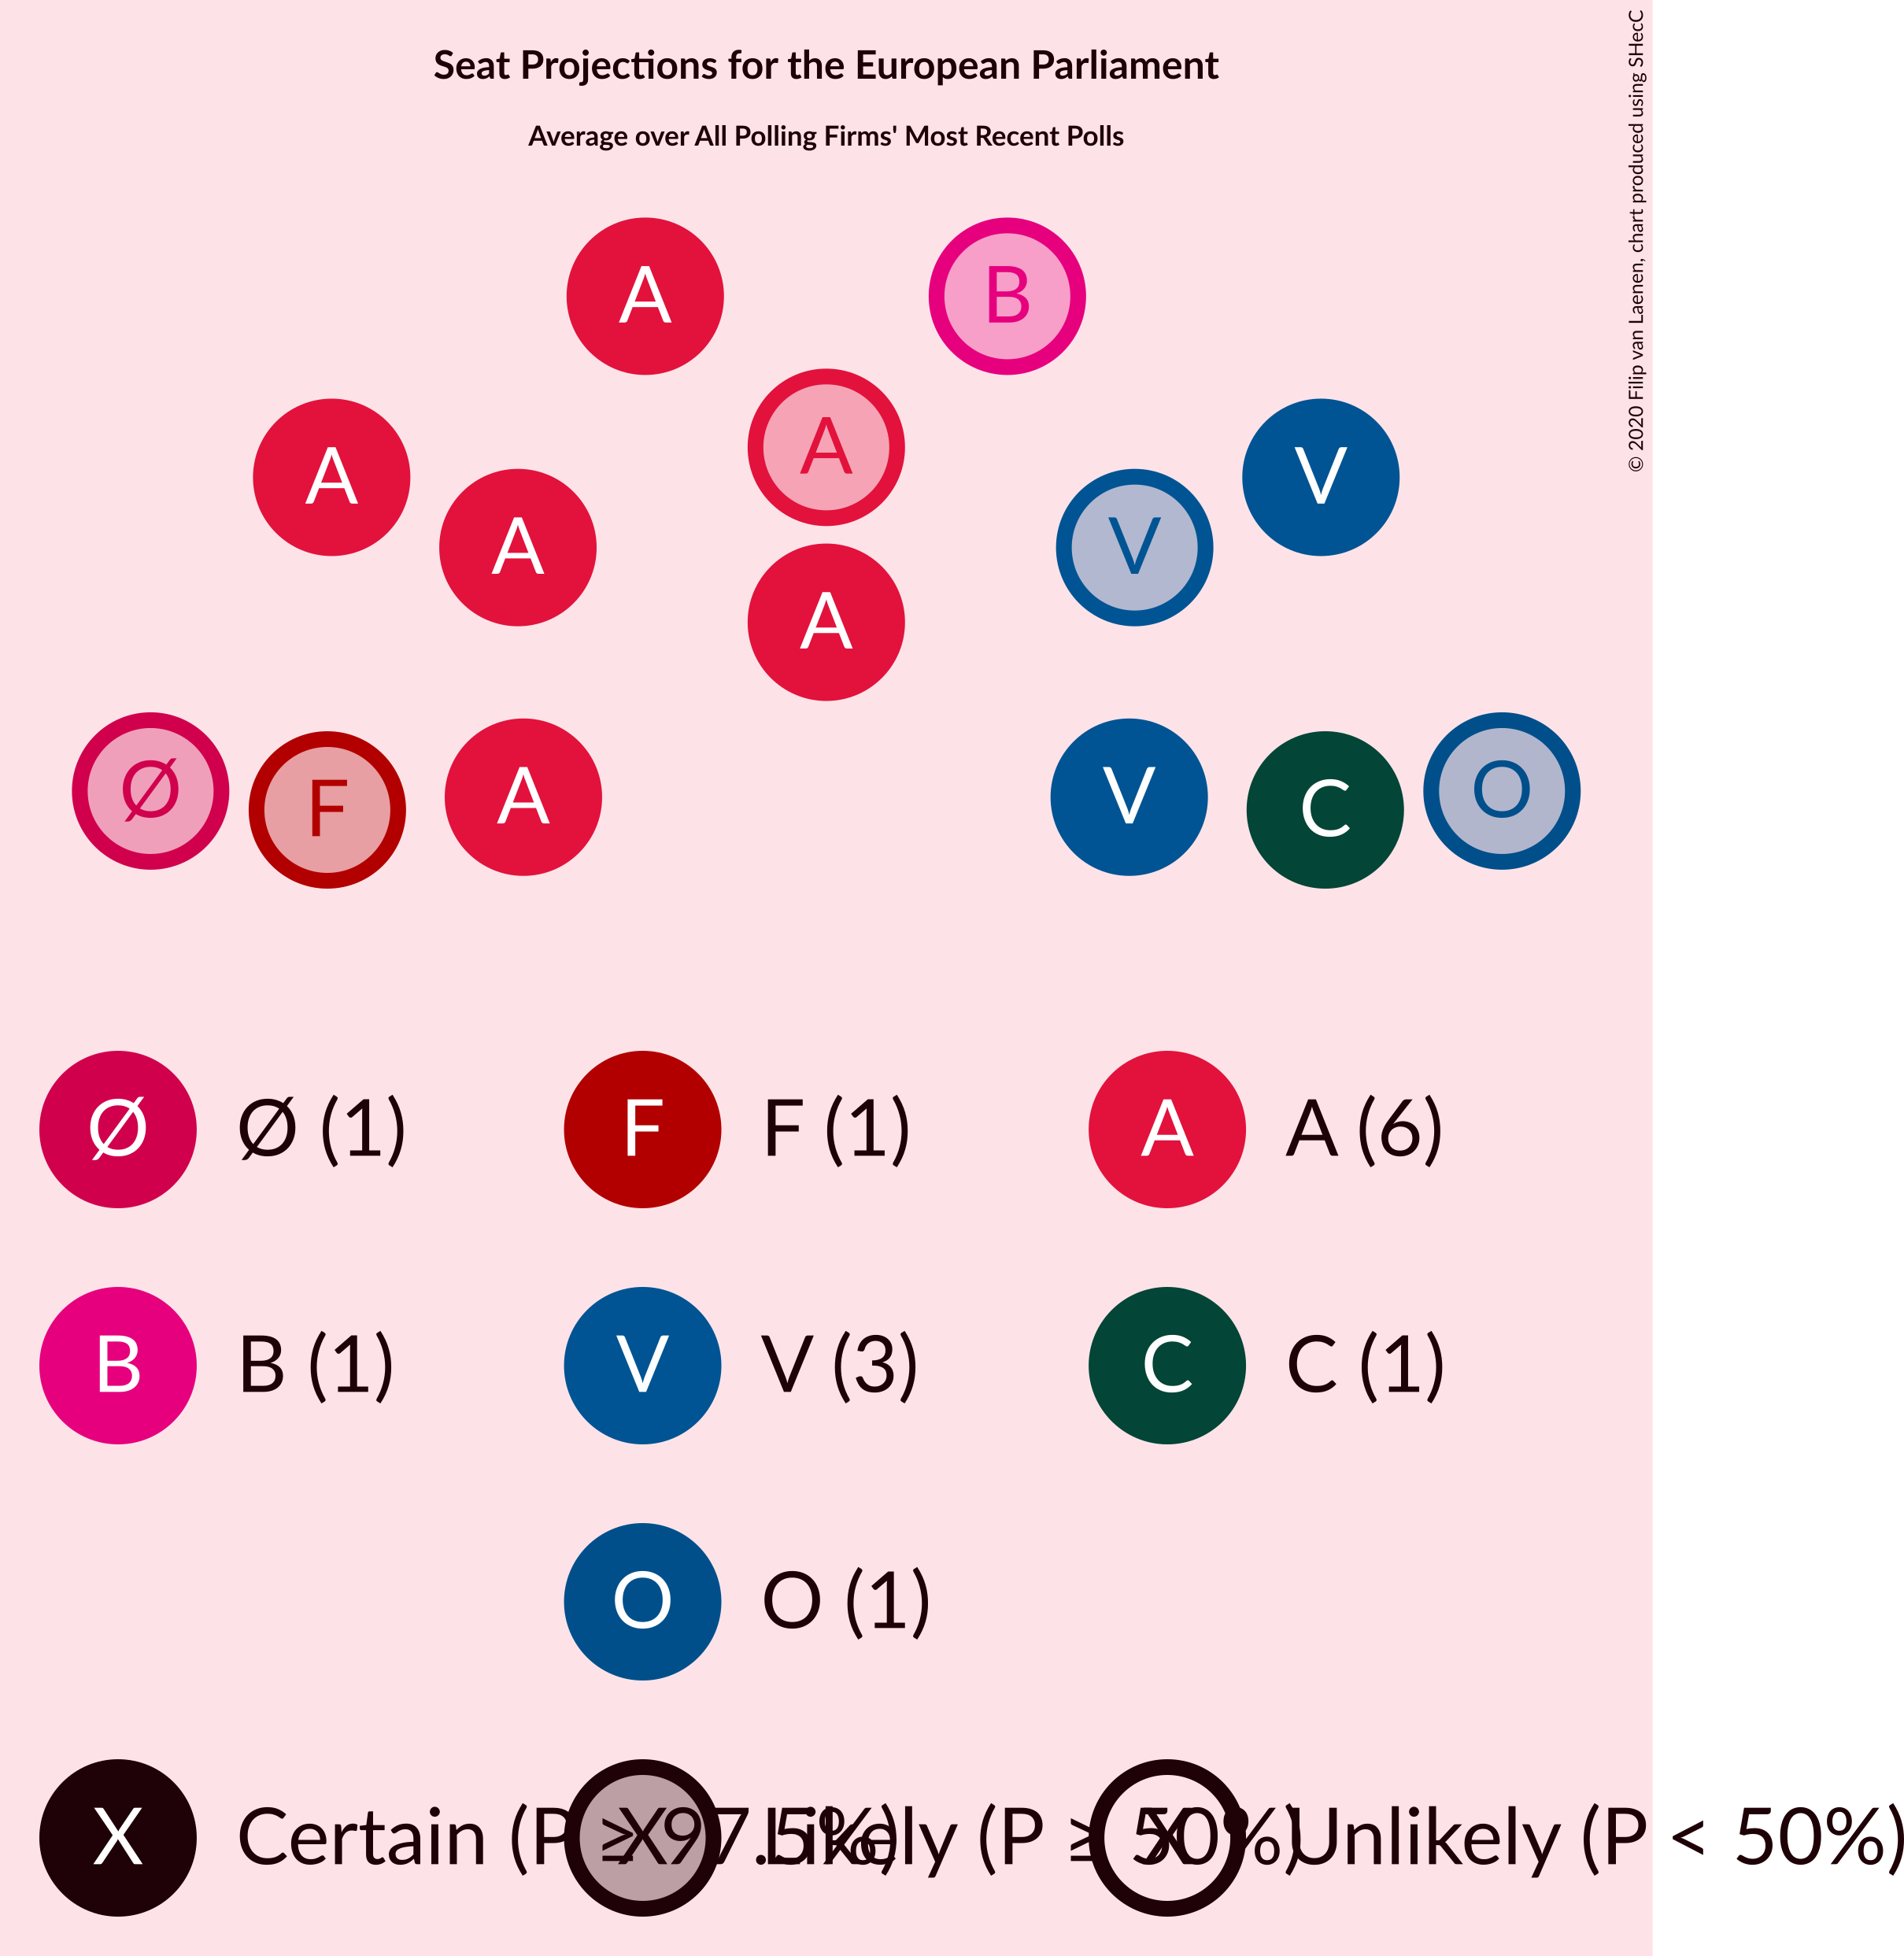 Seat Projections for the European Parliament
Average over All Polling Firms' Most Recent Polls
© 2020 Filip van Laenen, chart produced using SHecC
A B
A A A V V
A
Ø F A V C O
Ø Ø (1) F F (1) A A (6)
B B (1) V V (3) C C (1)
O O (1)
X Certain (P ≥ 97.5%) X Likely (P ≥ 50%) X Unlikely (P < 50%)